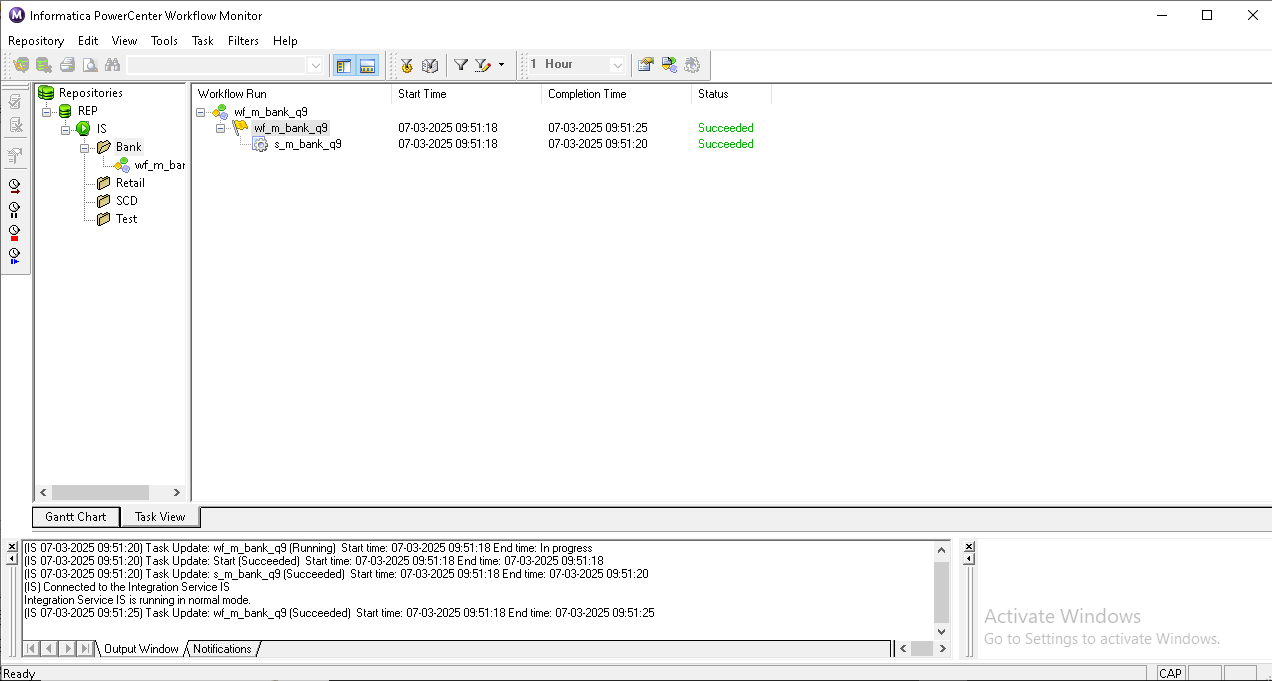 Informatica PowerCenter Workflow Monitor
Repository Edit View Tools Task Filters Help
1 Hour
Repositories
REP
IS
Bank
wf_m_bar
Retail
SCD
Test
Workflow Run Start Time Completion Time Status
wf_m_bank_q9
wf_m_bank_q9 07-03-2025 09:51:18 07-03-2025 09:51:25 Succeeded
s_m_bank_q9 07-03-2025 09:51:18 07-03-2025 09:51:20 Succeeded
Gantt Chart Task View
(IS 07-03-2025 09:51:20) Task Update: wf_m_bank_q9 (Running) Start time: 07-03-2025 09:51:18 End time: In progress
(IS 07-03-2025 09:51:20) Task Update: Start (Succeeded) Start time: 07-03-2025 09:51:18 End time: 07-03-2025 09:51:18
(IS 07-03-2025 09:51:20) Task Update: s_m_bank_q9 (Succeeded) Start time: 07-03-2025 09:51:18 End time: 07-03-2025 09:51:20
(IS) Connected to the Integration Service IS
Integration Service IS is running in normal mode.
(IS 07-03-2025 09:51:25) Task Update: wf_m_bank_q9 (Succeeded) Start time: 07-03-2025 09:51:18 End time: 07-03-2025 09:51:25
Output Window Notifications
Activate Windows
Go to Settings to activate Windows.
Ready CAP